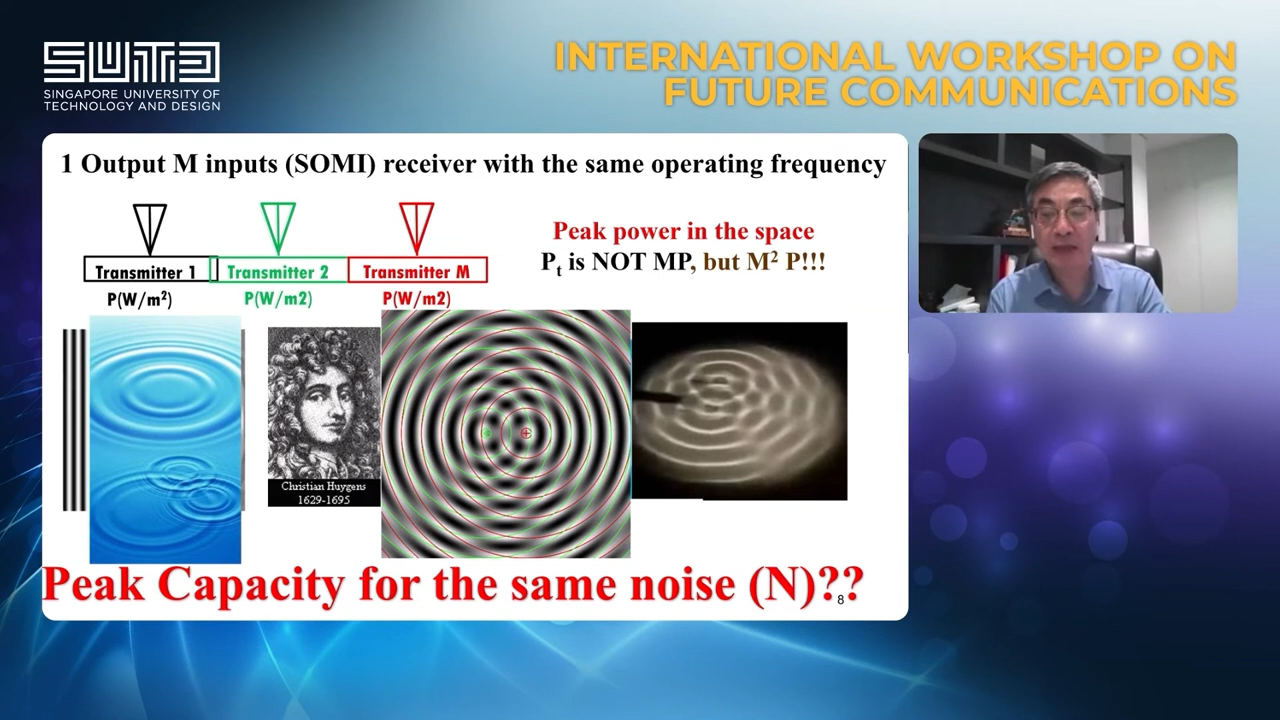 SUTD
SINGAPORE UNIVERSITY OF
TECHNOLOGY AND DESIGN
INTERNATIONAL WORKSHOP ON
FUTURE COMMUNICATIONS
1 Output M inputs (SOMI) receiver with the same operating frequency
Transmitter 1
Transmitter 2
Transmitter M
P(W/m²)
P(W/m2)
P(W/m2)
Peak power in the space
Pt is NOT MP, but M² P!!!
Christian Huygens
1629-1695
Peak Capacity for the same noise (N)??
8